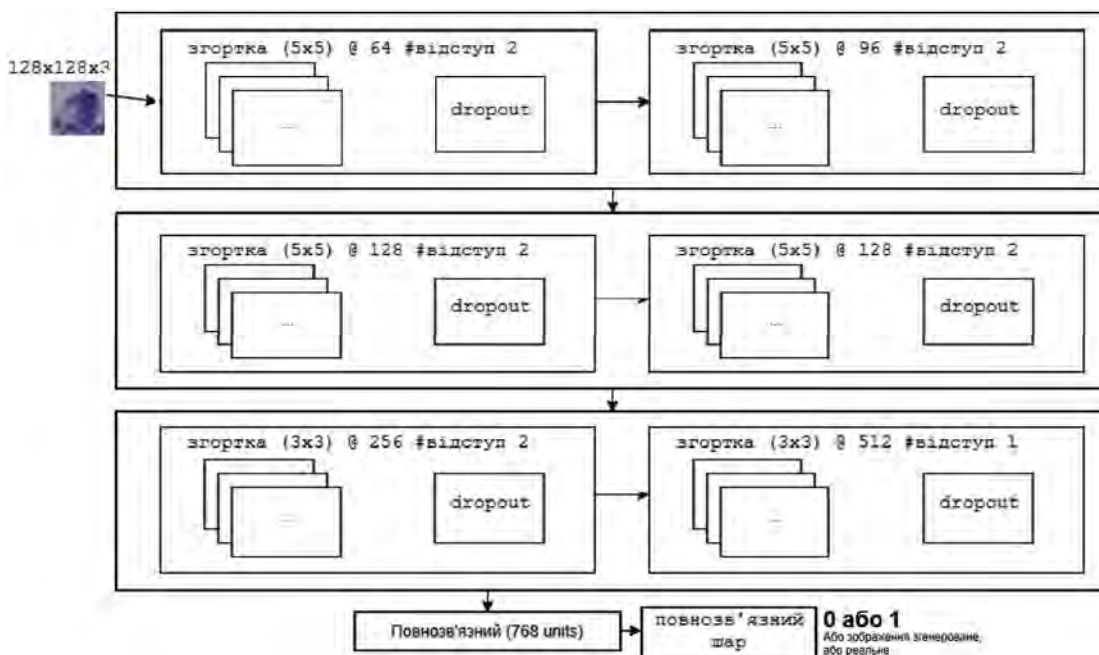 128x128x3
згортка (5x5) @ 64 #відступ 2
...
dropout
згортка (5x5) @ 96 #відступ 2
...
dropout
згортка (5x5) @ 128 #відступ 2
...
dropout
згортка (5x5) @ 128 #відступ 2
...
dropout
згортка (3x3) @ 256 #відступ 2
...
dropout
згортка (3x3) @ 512 #відступ 1
...
dropout
Повнозв'язний (768 units)
повнозв'язний
шар
0 або 1
Або зображення згенероване,
або реальне